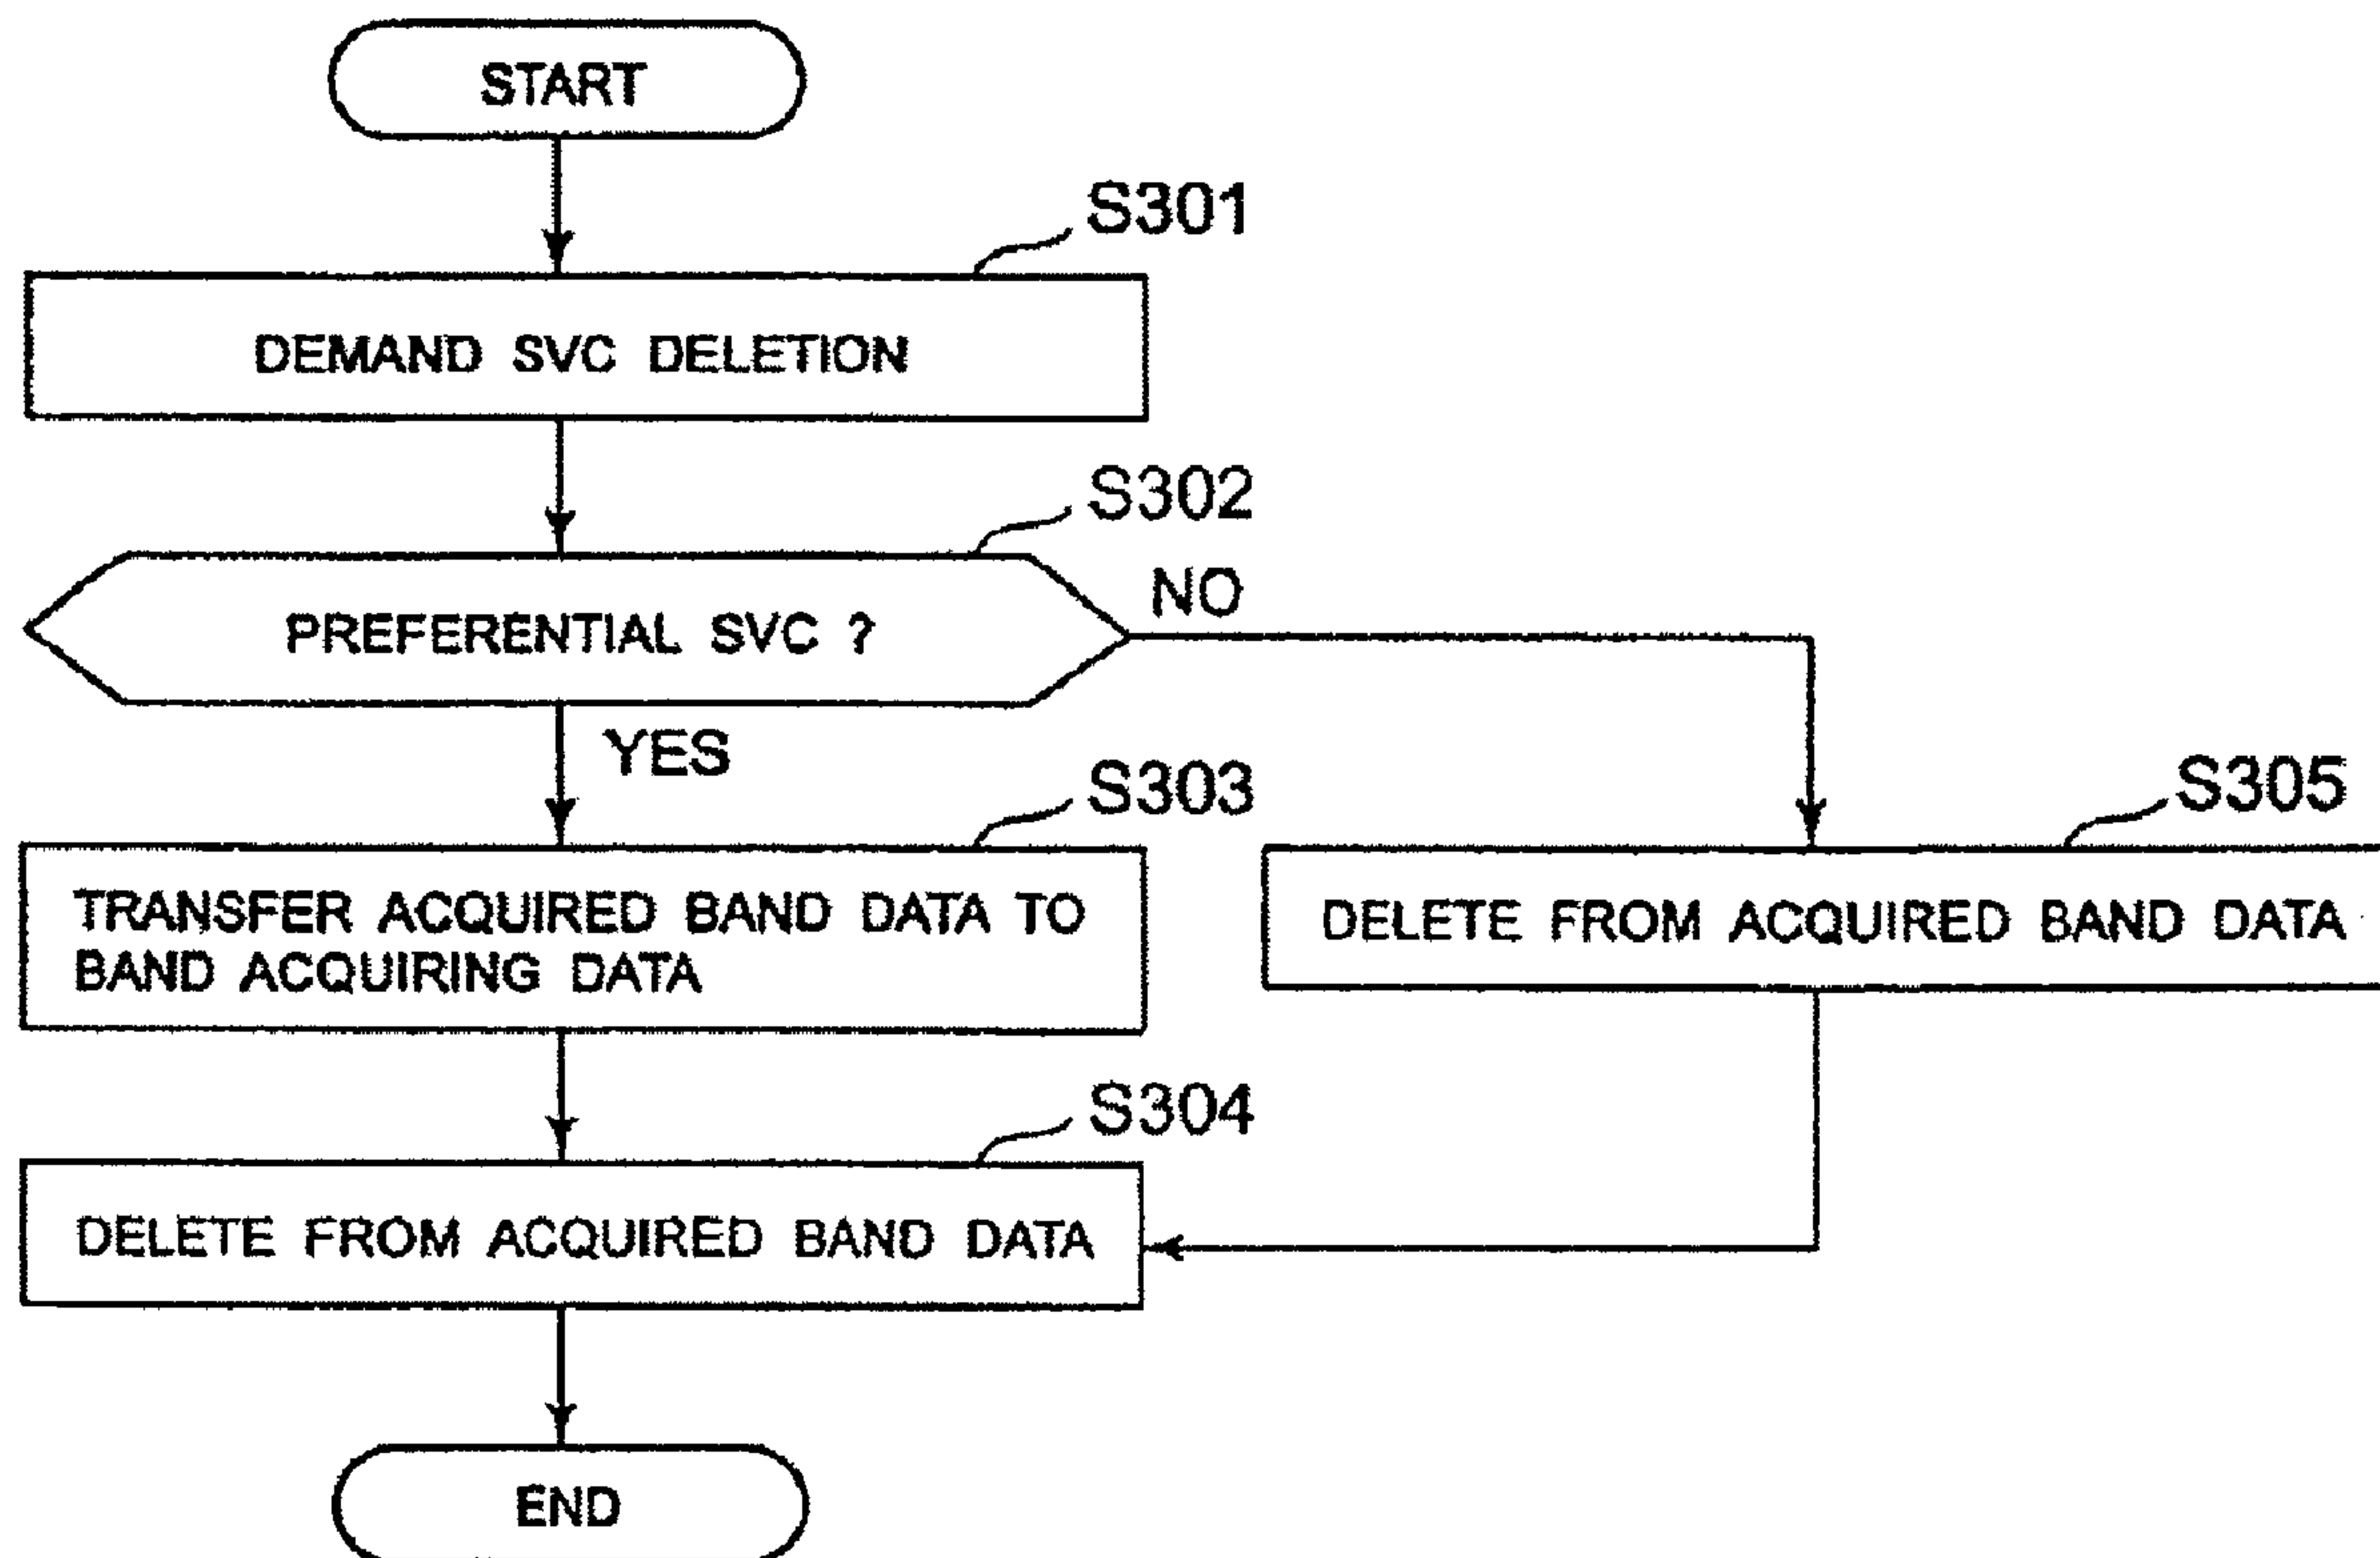 START
S301
DEMAND SVC DELETION
S302
PREFERENTIAL SVC ?
NO
YES
S303
TRANSFER ACQUIRED BAND DATA TO
BAND ACQUIRING DATA
S305
DELETE FROM ACQUIRED BAND DATA
S304
DELETE FROM ACQUIRED BAND DATA
END